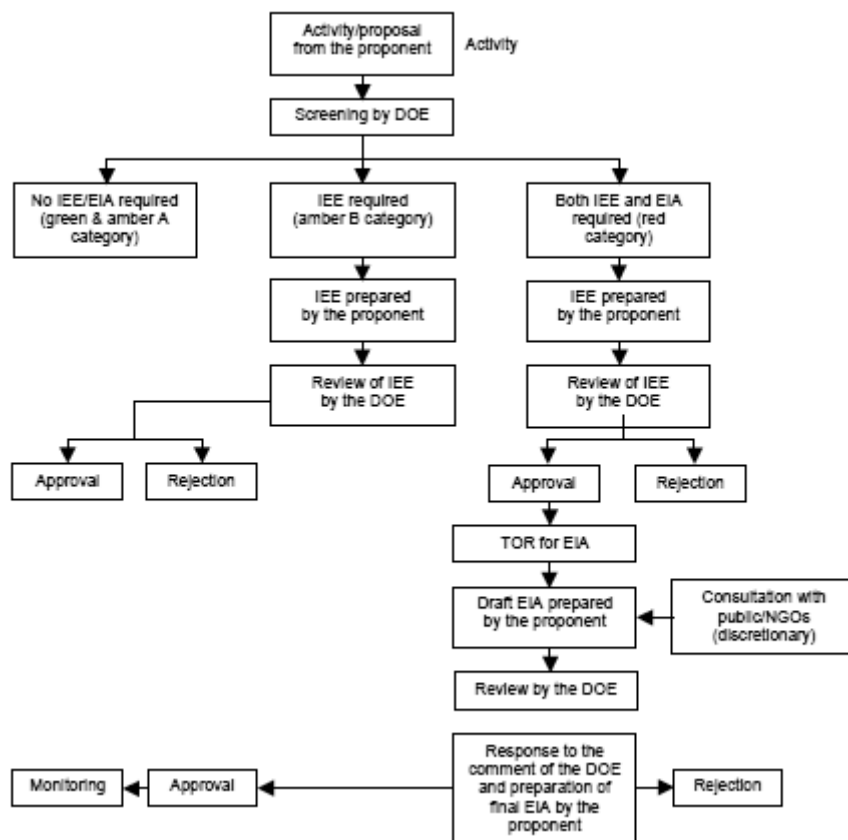 Activity/proposal
from the proponent
Activity
Screening by DOE
No IEE/EIA required
(green & amber A
category)
IEE required
(amber B category)
Both IEE and EIA
required (red
category)
IEE prepared
by the proponent
IEE prepared
by the proponent
Review of IEE
by the DOE
Review of IEE
by the DOE
Approval
Rejection
Approval
Rejection
TOR for EIA
Draft EIA prepared
by the proponent
Consultation with
public/NGOs
(discretionary)
Review by the DOE
Monitoring
Approval
Response to the
comment of the DOE
and preparation of
final EIA by the
proponent
Rejection